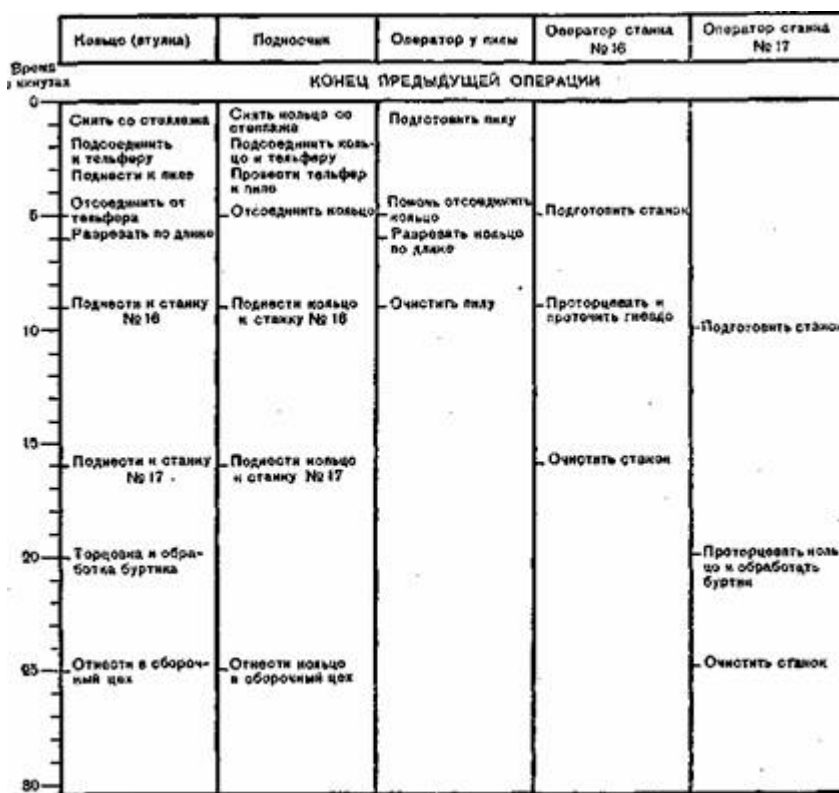 Кольцо (втулка)
Подносчик
Оператор у пилы
Оператор станка
№ 16
Оператор станка
№ 17
Время
в минутах
КОНЕЦ ПРЕДЫДУЩЕЙ ОПЕРАЦИИ
0
5
10
15
20
25
30
Снять со стеллажа
Подсоединить
к тельферу
Поднести к пиле
Отсоединить от
тельфера
Разрезать по длине
Поднести к станку
№ 16
Поднести к станку
№ 17
Торцовка и обра-
ботка буртика
Отнести в сбороч-
ный цех
Снять кольцо со
стеллажа
Подсоединить коль-
цо к тельферу
Провести тельфер
к пиле
Отсоединить кольцо
Поднести кольцо
к станку № 16
Поднести кольцо
к станку № 17
Отнести кольцо
в сборочный цех
Подготовить пилу
Помочь отсоединить
кольцо
Разрезать кольцо
по длине
Очистить пилу
Подготовить станок
Проторцевать и
проточить гнездо
Очистить станок
Подготовить станок
Проторцевать коль-
цо и обработать
буртик
Очистить станок